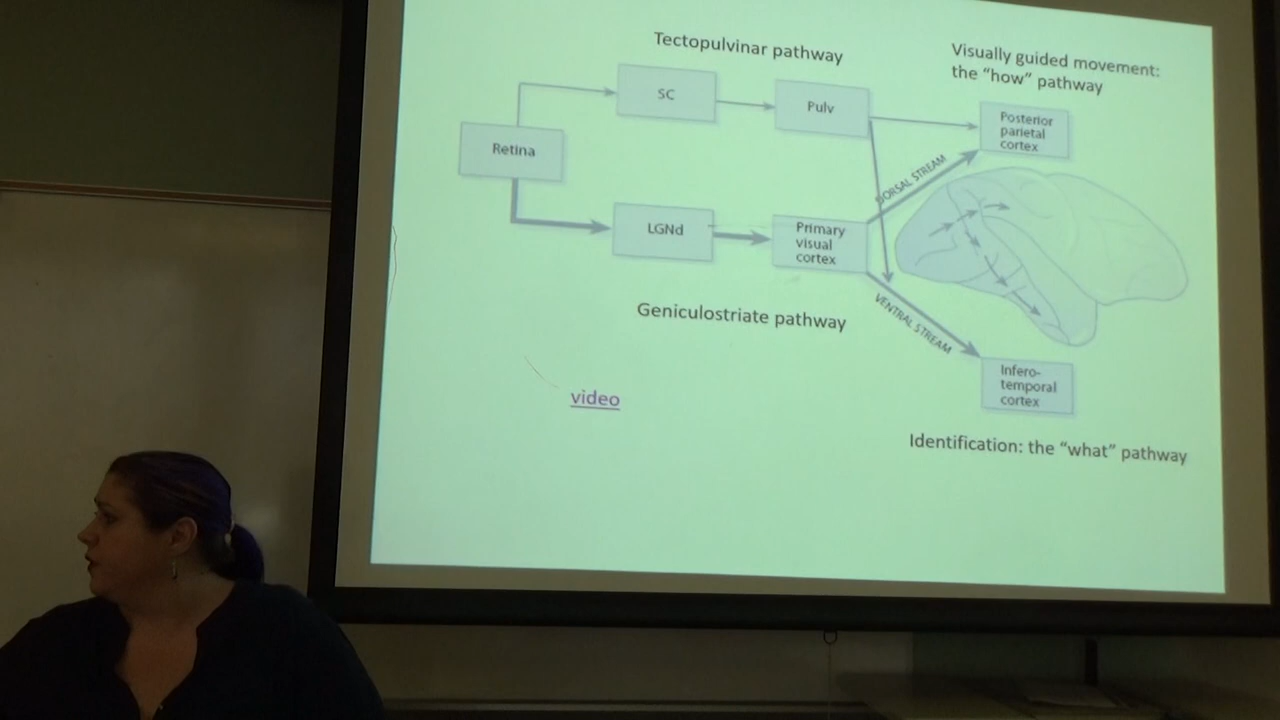 Tectopulvinar pathway
Visually guided movement:
the “how” pathway
SC
Pulv
Posterior
parietal
cortex
Retina
DORSAL STREAM
LGNd
Primary
visual
cortex
Geniculostriate pathway
VENTRAL STREAM
Infero-
temporal
cortex
video
Identification: the “what” pathway